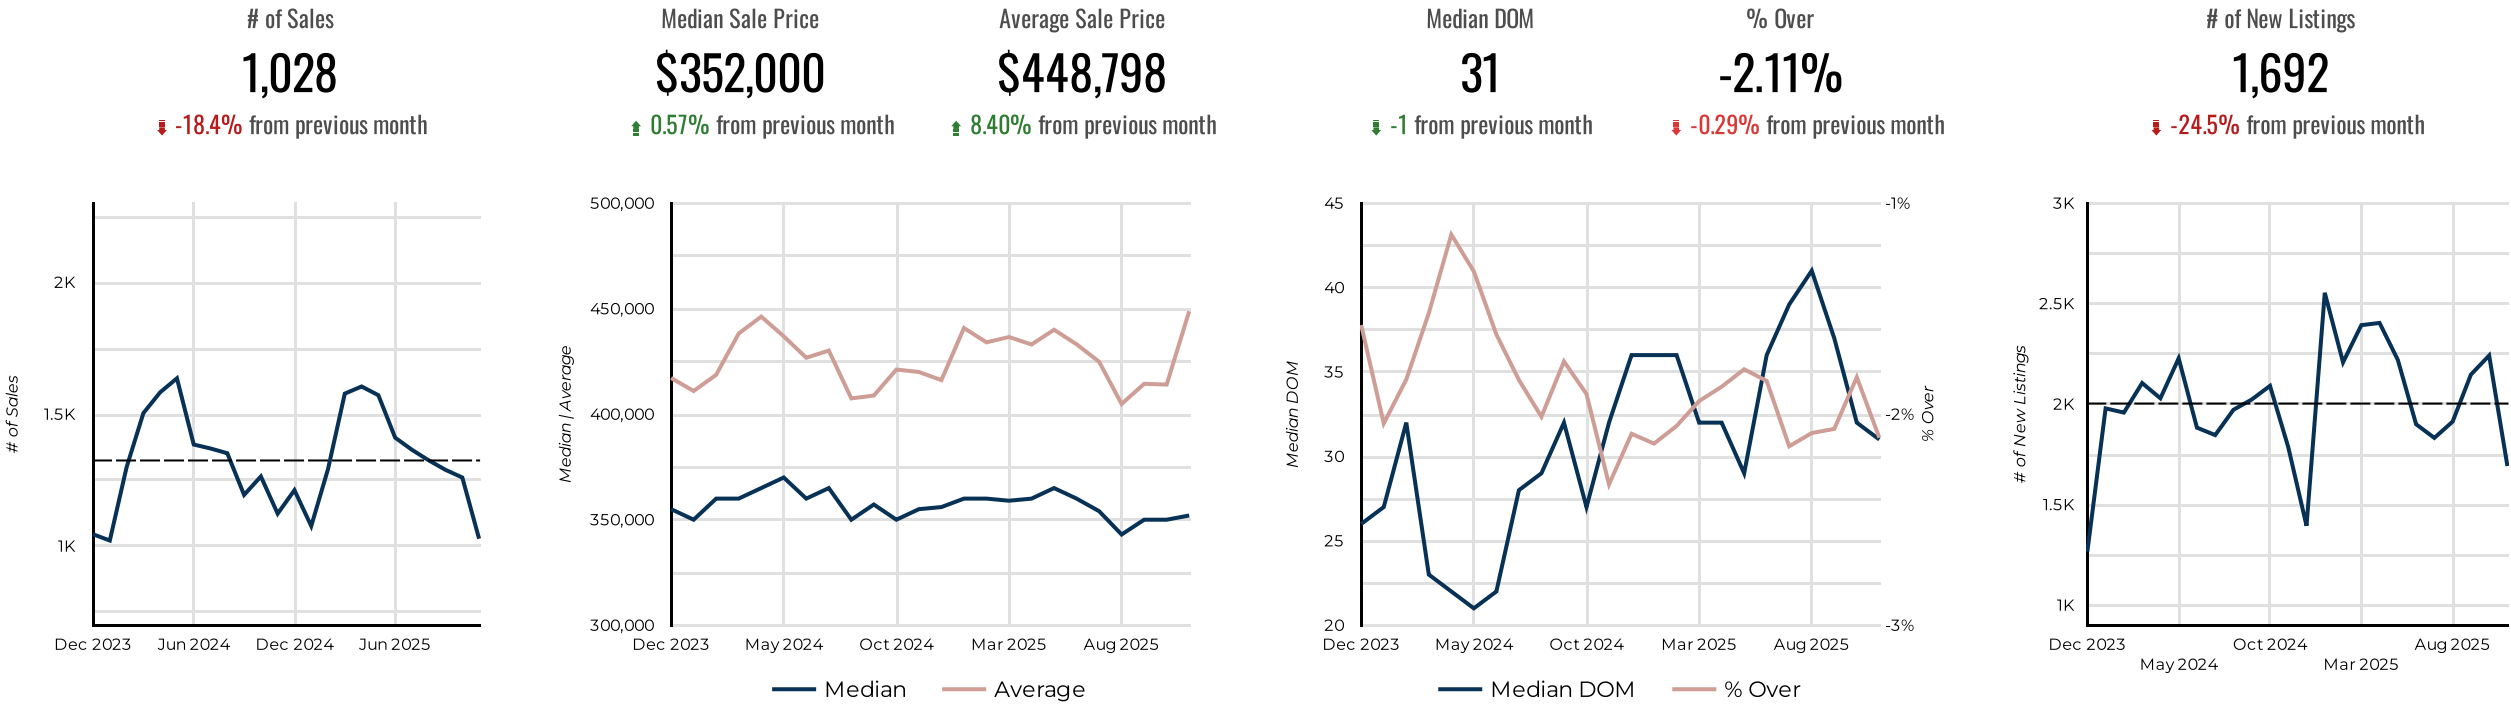 # of Sales
1,028
-18.4% from previous month
Median Sale Price
$352,000
0.57% from previous month
Average Sale Price
$448,798
8.40% from previous month
Median DOM
31
-1 from previous month
% Over
-2.11%
-0.29% from previous month
# of New Listings
1,692
-24.5% from previous month
# of Sales
2K
1.5K
1K
Dec 2023 Jun 2024 Dec 2024 Jun 2025
Median | Average
500,000
450,000
400,000
350,000
300,000
Dec 2023 May 2024 Oct 2024 Mar 2025 Aug 2025
Median Average
Median DOM
45
40
35
30
25
20
-1%
-2%
-3%
% Over
Dec 2023 May 2024 Oct 2024 Mar 2025 Aug 2025
Median DOM % Over
# of New Listings
3K
2.5K
2K
1.5K
1K
Dec 2023 Oct 2024 Aug 2025
May 2024 Mar 2025